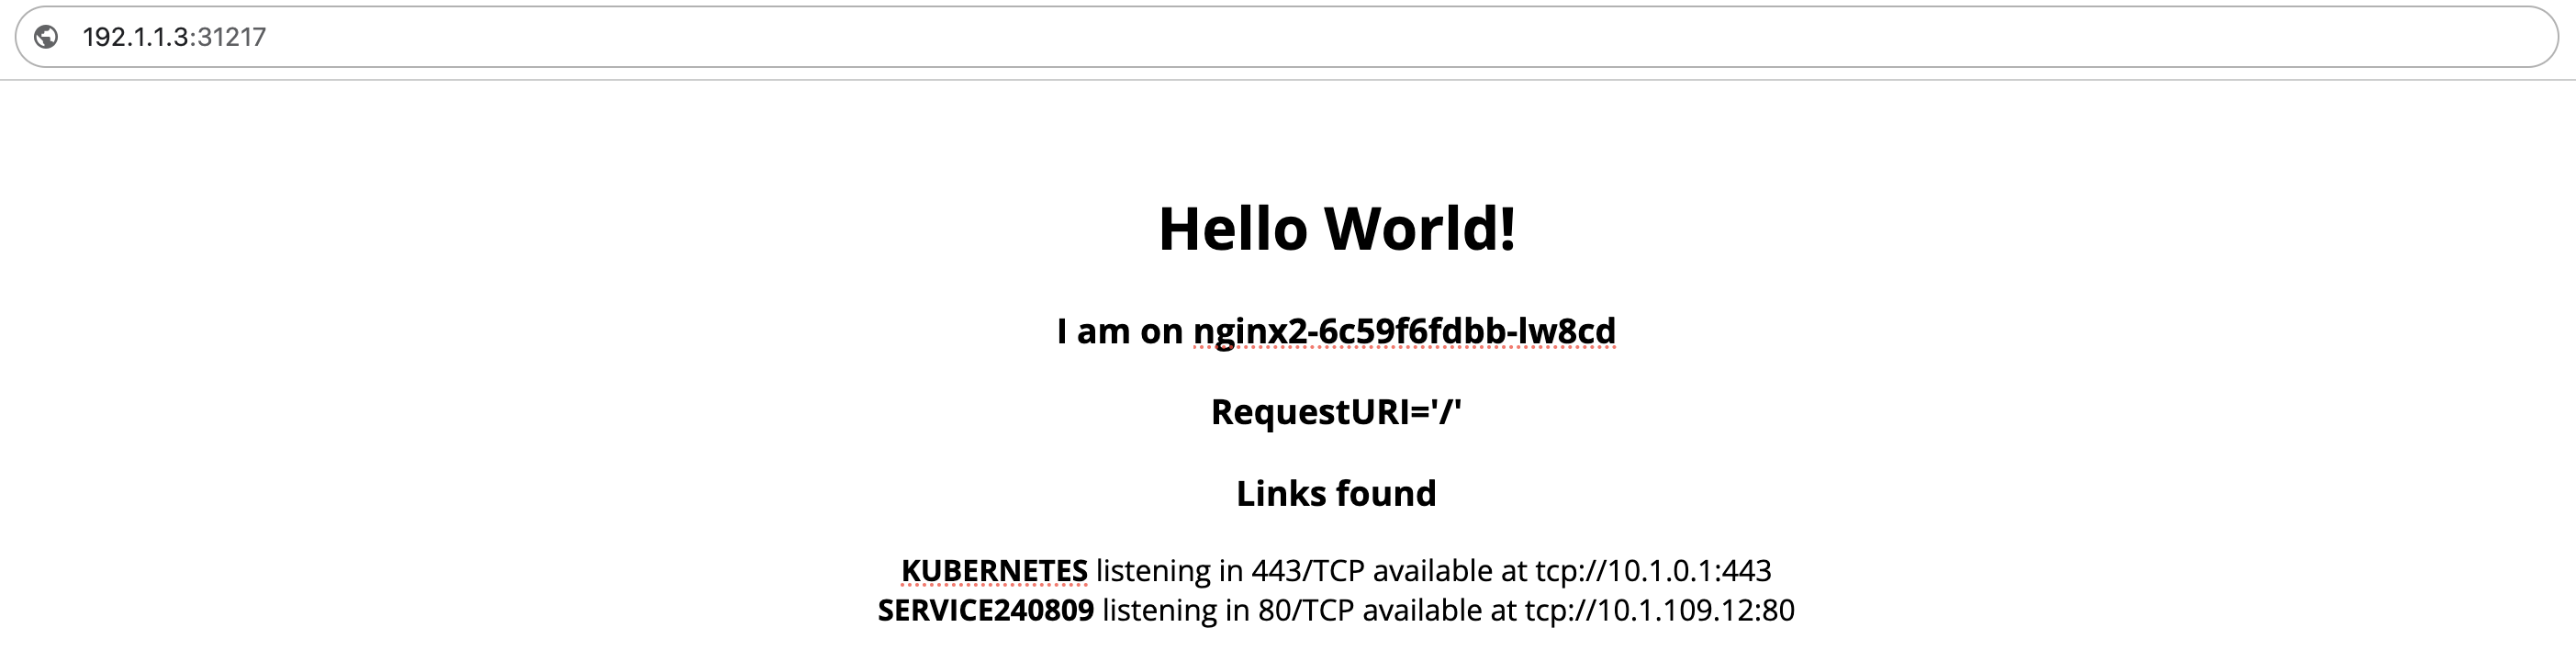 192.1.1.3:31217
Hello World!
I am on nginx2-6c59f6fdbb-lw8cd
RequestURI='/'
Links found
KUBERNETES listening in 443/TCP available at tcp://10.1.0.1:443
SERVICE240809 listening in 80/TCP available at tcp://10.1.109.12:80